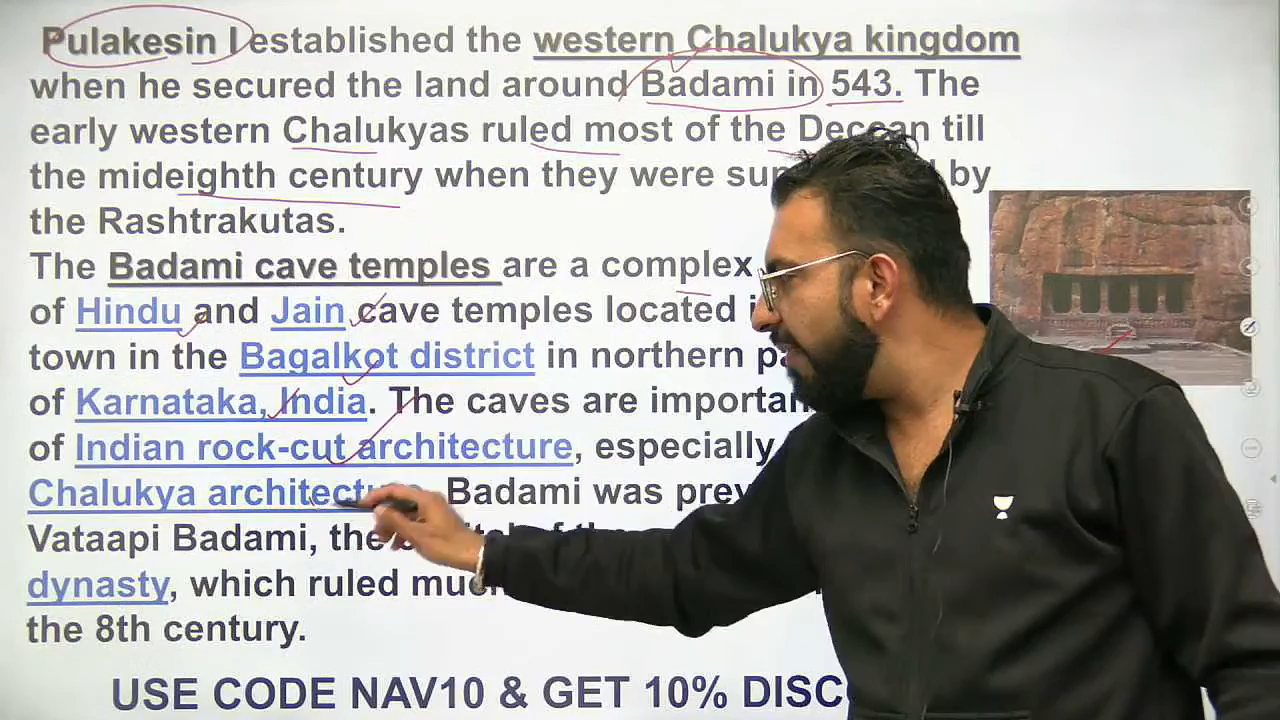 Pulakesin I established the western Chalukya kingdom
when he secured the land around Badami in 543. The
early western Chalukyas ruled most of the Deccan till
the mideighth century when they were by
the Rashtrakutas.
The Badami cave temples are a complex
of Hindu and Jain cave temples located
town in the Bagalkot district in northern
of Karnataka, India. The caves are
of Indian rock-cut architecture, especially
Chalukya Badami was
Vataapi Badami, the of
dynasty, which ruled
the 8th century.
USE CODE NAV10 & GET 10%